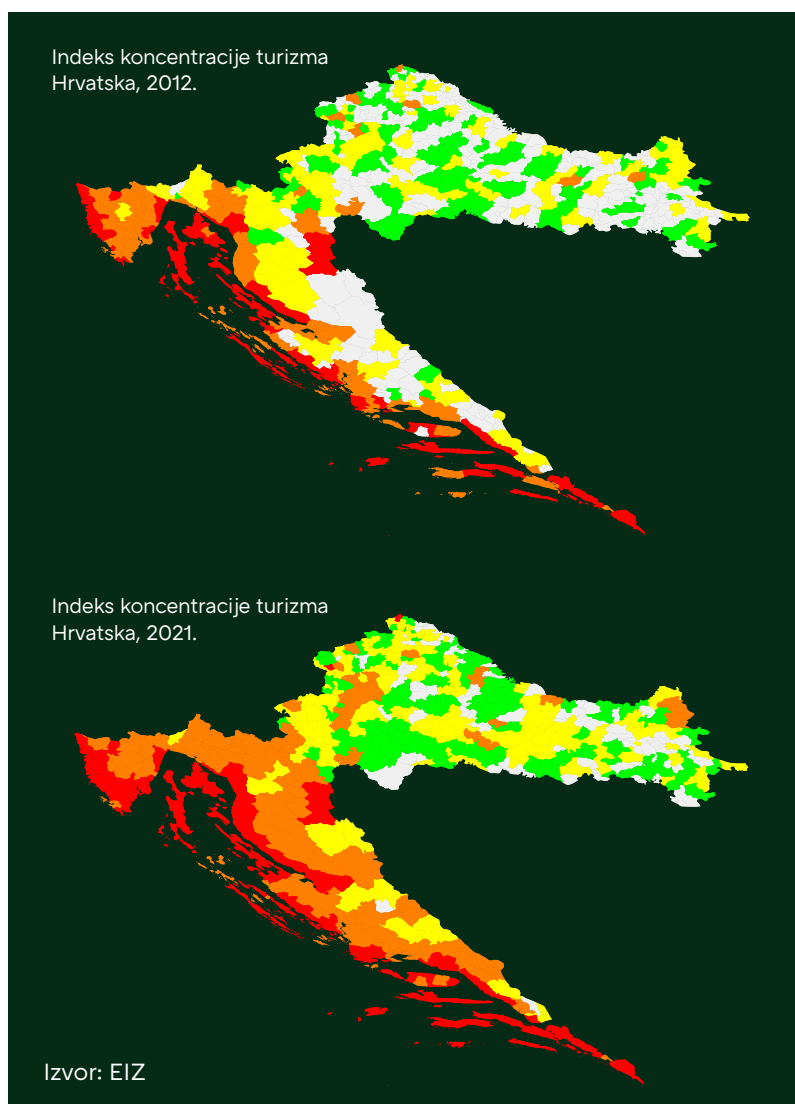 Indeks koncentracije turizma
Hrvatska, 2012.
Indeks koncentracije turizma
Hrvatska, 2021.
Izvor: EIZ